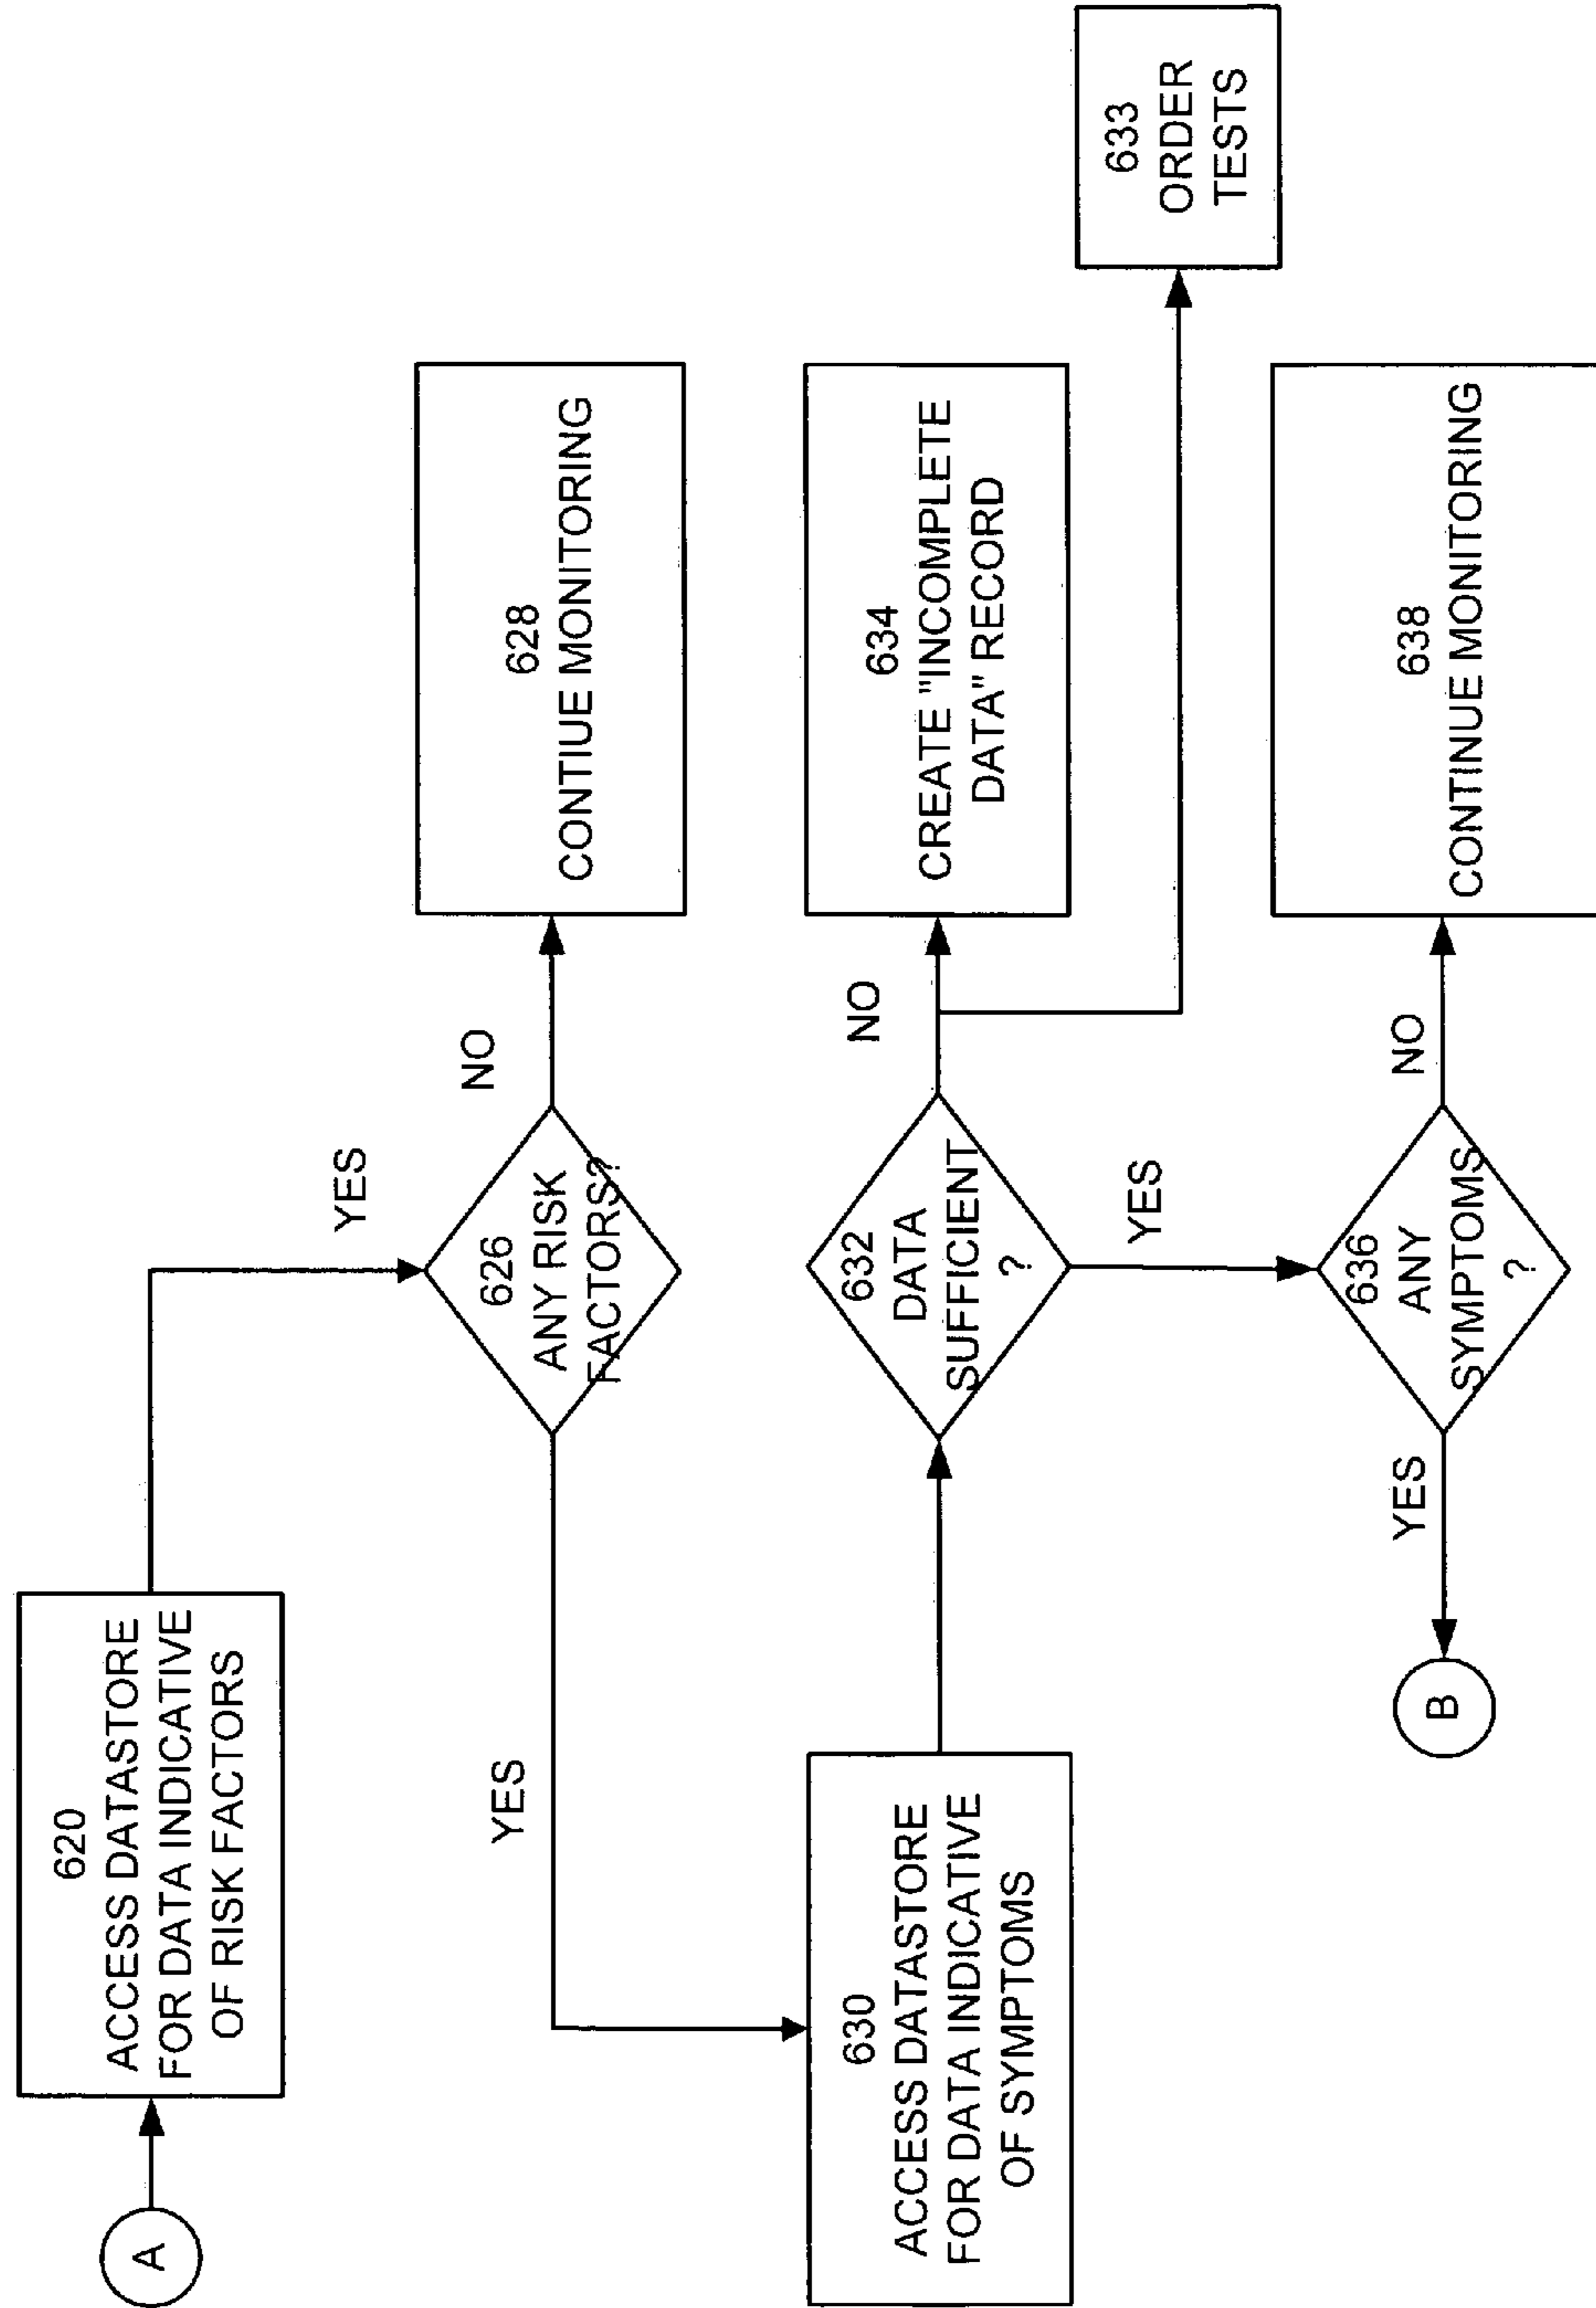 A
620
ACCESS DATASTORE
FOR DATA INDICATIVE
OF RISK FACTORS
YES
626
ANY RISK
FACTORS?
NO
628
CONTIUE MONITORING
YES
630
ACCESS DATASTORE
FOR DATA INDICATIVE
OF SYMPTOMS
632
DATA
SUFFICIENT
?
NO
634
CREATE "INCOMPLETE
DATA" RECORD
633
ORDER
TESTS
YES
636
ANY
SYMPTOMS
?
NO
638
CONTINUE MONITORING
YES
B